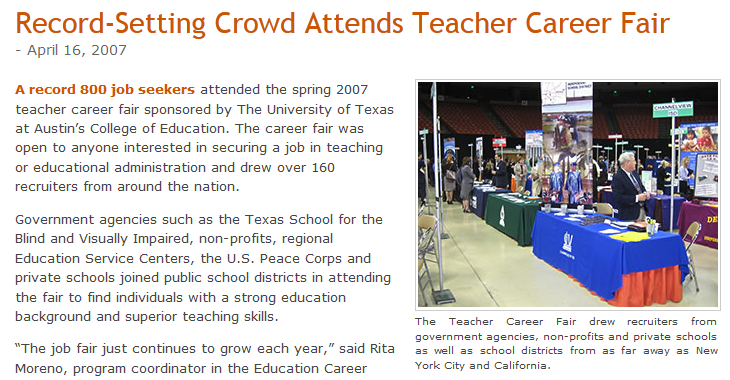 Record-Setting Crowd Attends Teacher Career Fair
- April 16, 2007
A record 800 job seekers attended the spring 2007
teacher career fair sponsored by The University of Texas
at Austin's College of Education. The career fair was
open to anyone interested in securing a job in teaching
or educational administration and drew over 160
recruiters from around the nation.
Government agencies such as the Texas School for the
Blind and Visually Impaired, non-profits, regional
Education Service Centers, the U.S. Peace Corps and
private schools joined public school districts in attending
the fair to find individuals with a strong education
background and superior teaching skills.
“The job fair just continues to grow each year,” said Rita
Moreno, program coordinator in the Education Career
CHANNELVIEW
ISD
The Teacher Career Fair drew recruiters from
government agencies, non-profits and private schools
as well as school districts from as far away as New
York City and California.